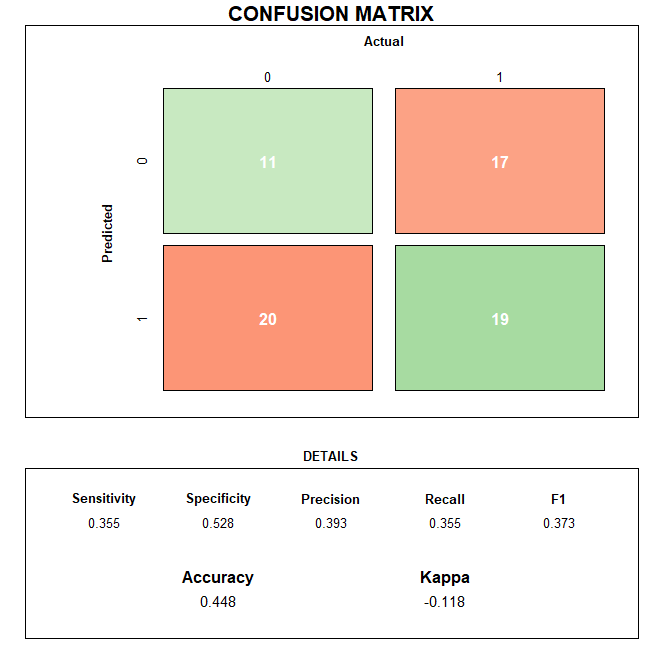 CONFUSION MATRIX
Actual
0 1
0 11 17
Predicted
1 20 19
DETAILS
Sensitivity Specificity Precision Recall F1
0.355 0.528 0.393 0.355 0.373
Accuracy Kappa
0.448 -0.118